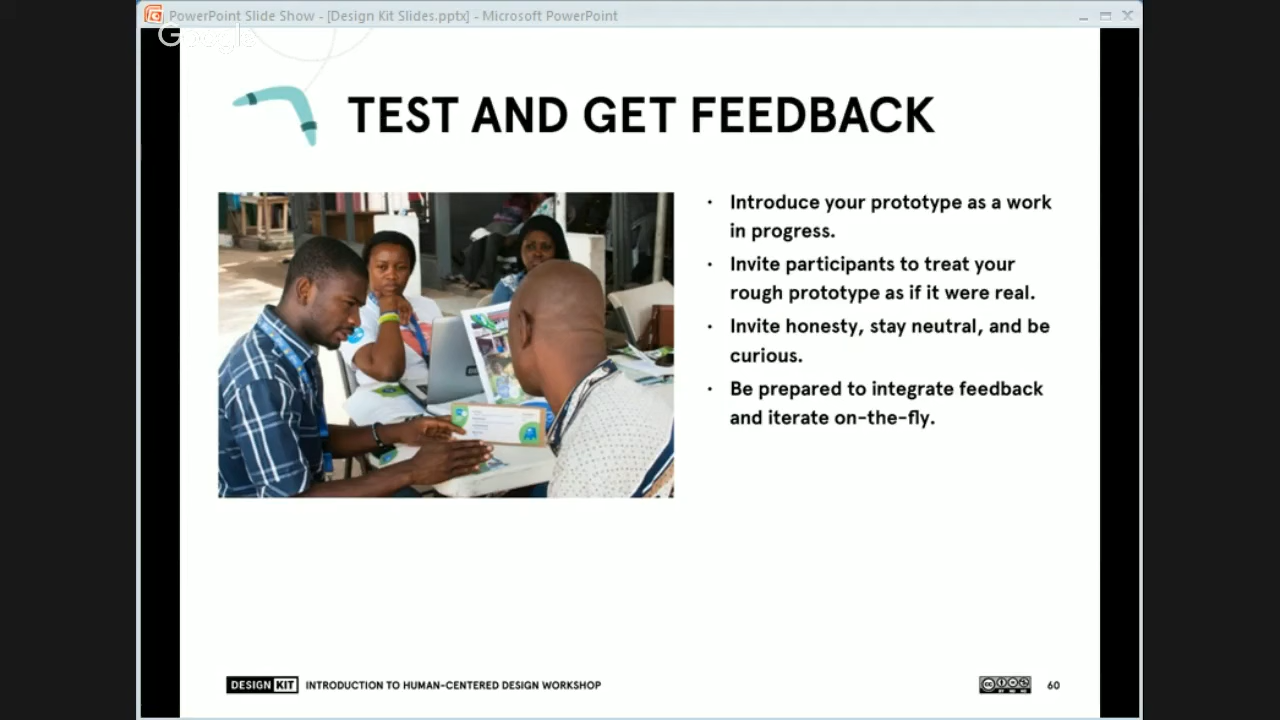 PowerPoint Slide Show - [Design Kit Slides.pptx] - Microsoft PowerPoint
Google
TEST AND GET FEEDBACK
• Introduce your prototype as a work
in progress.
• Invite participants to treat your
rough prototype as if it were real.
• Invite honesty, stay neutral, and be
curious.
• Be prepared to integrate feedback
and iterate on-the-fly.
DESIGN KIT INTRODUCTION TO HUMAN-CENTERED DESIGN WORKSHOP
60